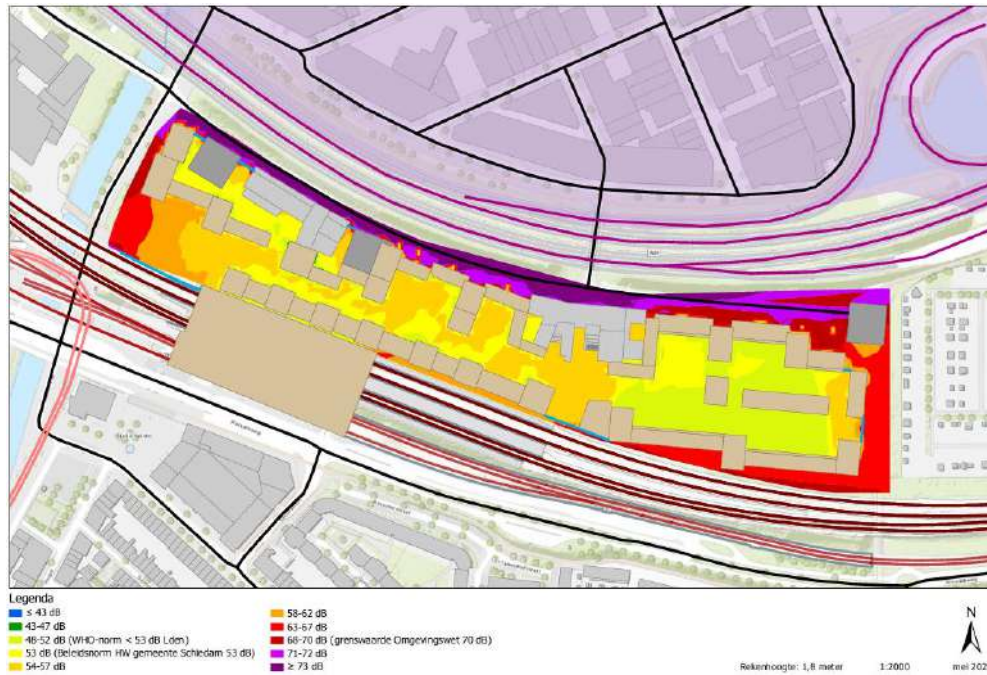 Legenda
≤ 43 dB
43-47 dB
48-52 dB (WHO-norm < 53 dB Lden)
53 dB (Beleidsnorm HW gemeente Schiedam 53 dB)
54-57 dB
58-62 dB
63-67 dB
68-70 dB (grenswaarde Omgevingswet 70 dB)
71-72 dB
≥ 73 dB
N
Rekenhoogte: 1,8 meter
1:2000
mei 202